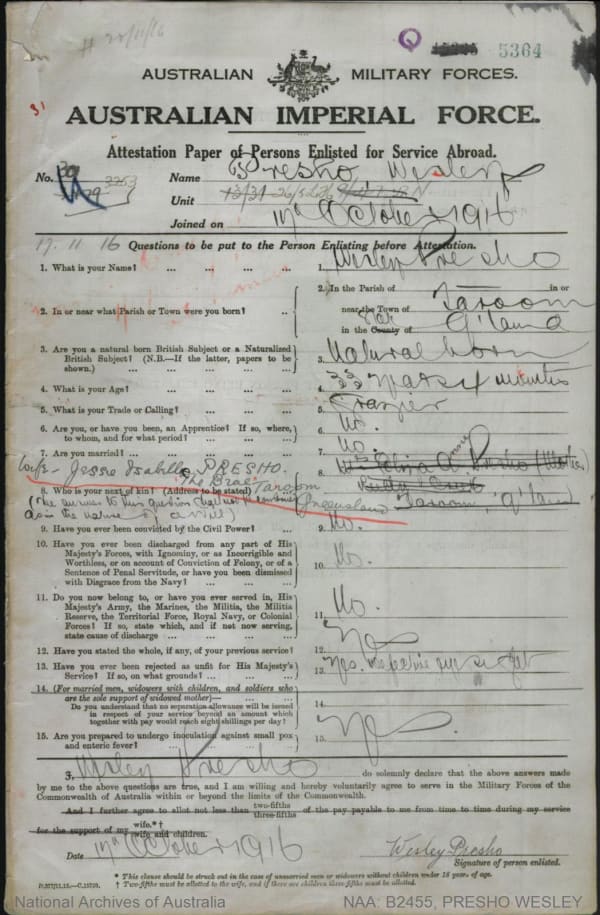 Q 5364
AUSTRALIAN MILITARY FORCES.
AUSTRALIAN IMPERIAL FORCE.
Attestation Paper of Persons Enlisted for Service Abroad.
No. Name Presho, Wesley
Unit
Joined on 17th October 1916
17. 11 16 Questions to be put to the Person Enlisting before Attestation.
1. What is your Name? ... ... ... ... 1. Wesley Presho
2. In or near what Parish or Town were you born? .. 2. In the Parish of in or
near the Town of Taroom
in the County of Q'land
3. Are you a natural born British Subject or a Naturalized
British Subject? (N.B.—If the latter, papers to be
shown.) ... ... ... ... ... 3. Natural born
4. What is your Age? ... ... ... ... 4. 33 years 4 months
5. What is your Trade or Calling? ... ... ... 5. Grazier
6. Are you, or have you been, an Apprentice? If so, where,
to whom, and for what period? ... ... ... 6. No.
7. Are you married? ... ... ... ... 7. No.
Wife - Jessie Isabella PRESHO.
"The Brae" Taroom
Queensland
8. Who is your next of kin? (Address to be stated) 8. Taroom, Q'land
9. Have you ever been convicted by the Civil Power? ... 9. No.
10. Have you ever been discharged from any part of His
Majesty's Forces, with Ignominy, or as Incorrigible and
Worthless, or on account of Conviction of Felony, or of a
Sentence of Penal Servitude, or have you been dismissed
with Disgrace from the Navy? ... ... ... 10. No.
11. Do you now belong to, or have you ever served in, His
Majesty's Army, the Marines, the Militia, the Militia
Reserve, the Territorial Force, Royal Navy, or Colonial
Forces? If so, state which, and if not now serving,
state cause of discharge ... ... ... ... 11. No.
12. Have you stated the whole, if any, of your previous service? 12. Yes
13. Have you ever been rejected as unfit for His Majesty's
Service? If so, on what grounds? ... ... ... 13. Yes.
14. (For married men, widowers with children, and soldiers who
are the sole support of widowed mother)—
Do you understand that no separation allowance will be issued
in respect of your service beyond an amount which
together with pay would reach eight shillings per day? 14.
15. Are you prepared to undergo inoculation against small pox
and enteric fever? ... ... ... ... 15. Yes.
I, Wesley Presho do solemnly declare that the above answers made
by me to the above questions are true, and I am willing and hereby voluntarily agree to serve in the Military Forces of the
Commonwealth of Australia within or beyond the limits of the Commonwealth.
And I further agree to allot not less than two-fifths three-fifths of the pay payable to me from time to time during my service
for the support of my wife.*† wife and children.
Date 17th October 1916 Wesley Presho
Signature of person enlisted.
* This clause should be struck out in the case of unmarried men or widowers without children under 18 years of age.
† Two-fifths must be allotted to the wife, and if there are children three-fifths must be allotted.
National Archives of Australia NAA: B2455, PRESHO WESLEY